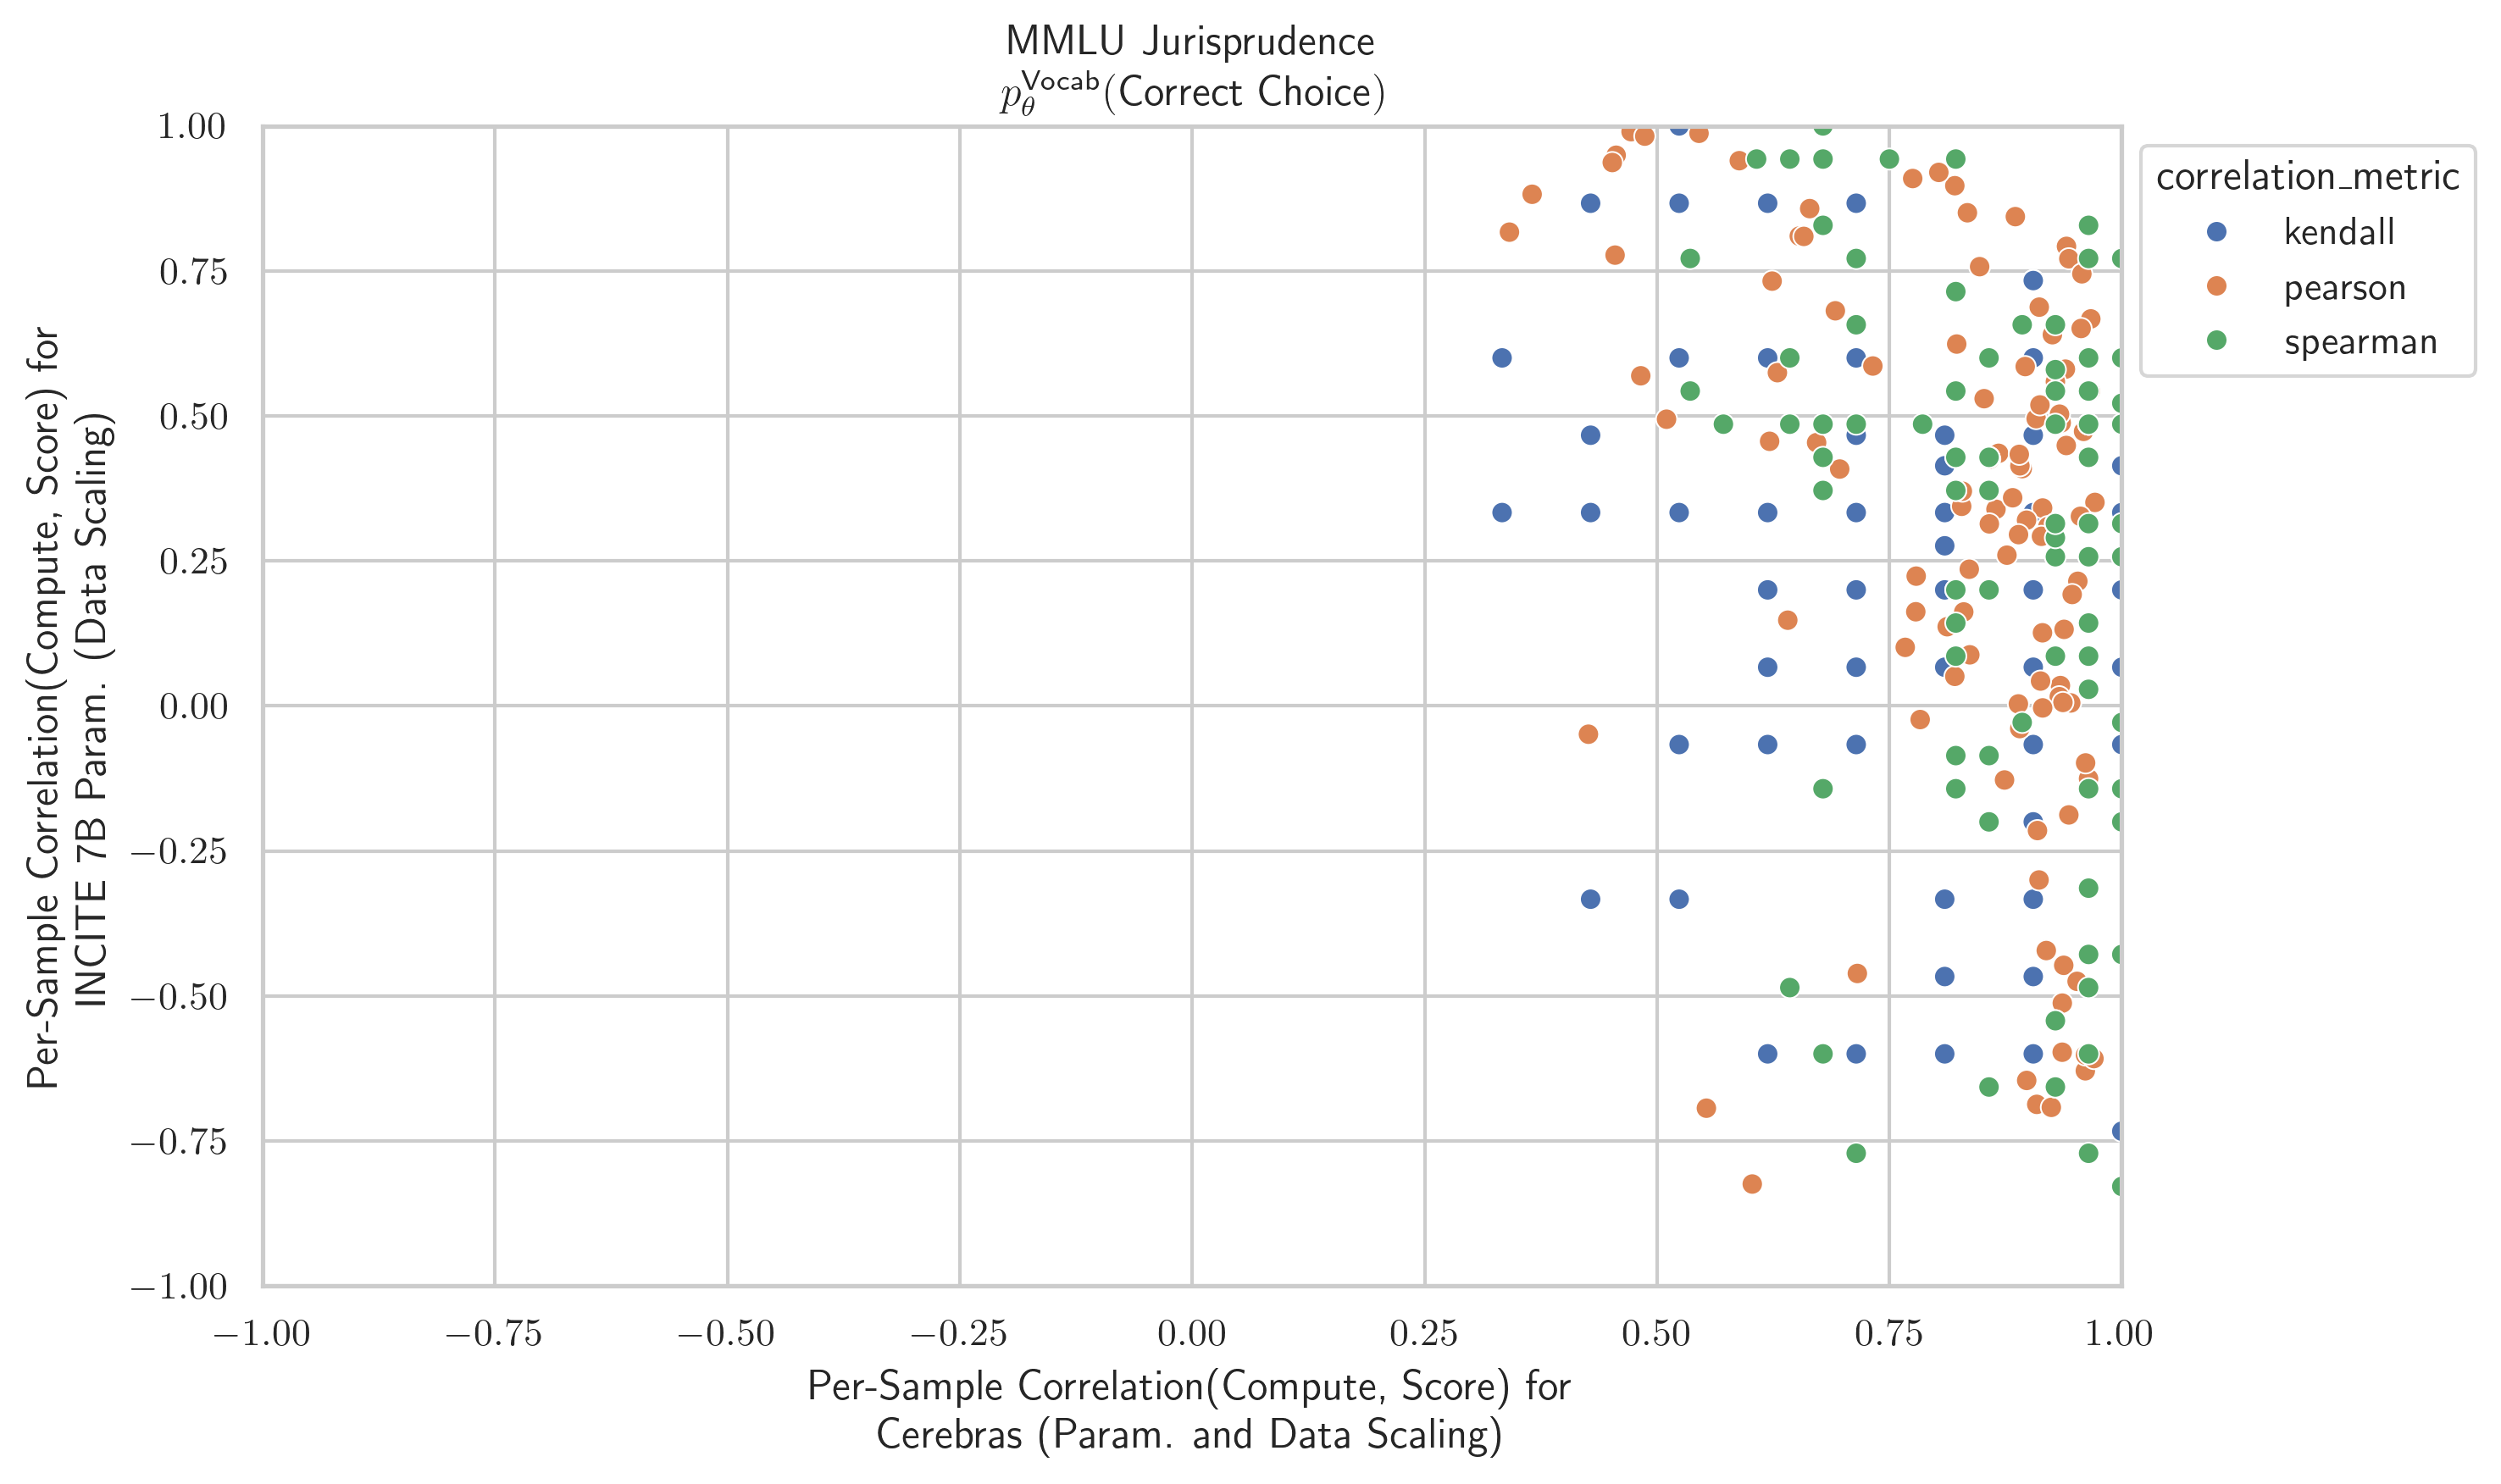 MMLU Jurisprudence
p_θ^Vocab(Correct Choice)
1.00
0.75
0.50
0.25
0.00
−0.25
−0.50
−0.75
−1.00
Per-Sample Correlation(Compute, Score) for
INCITE 7B Param. (Data Scaling)
−1.00
−0.75
−0.50
−0.25
0.00
0.25
0.50
0.75
1.00
Per-Sample Correlation(Compute, Score) for
Cerebras (Param. and Data Scaling)
correlation_metric
kendall
pearson
spearman